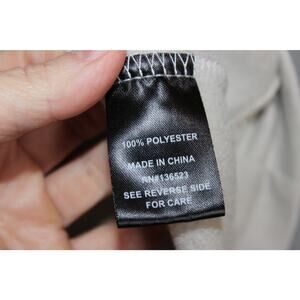 100% POLYESTER
MADE IN CHINA
RN#136523
SEE REVERSE SIDE
FOR CARE